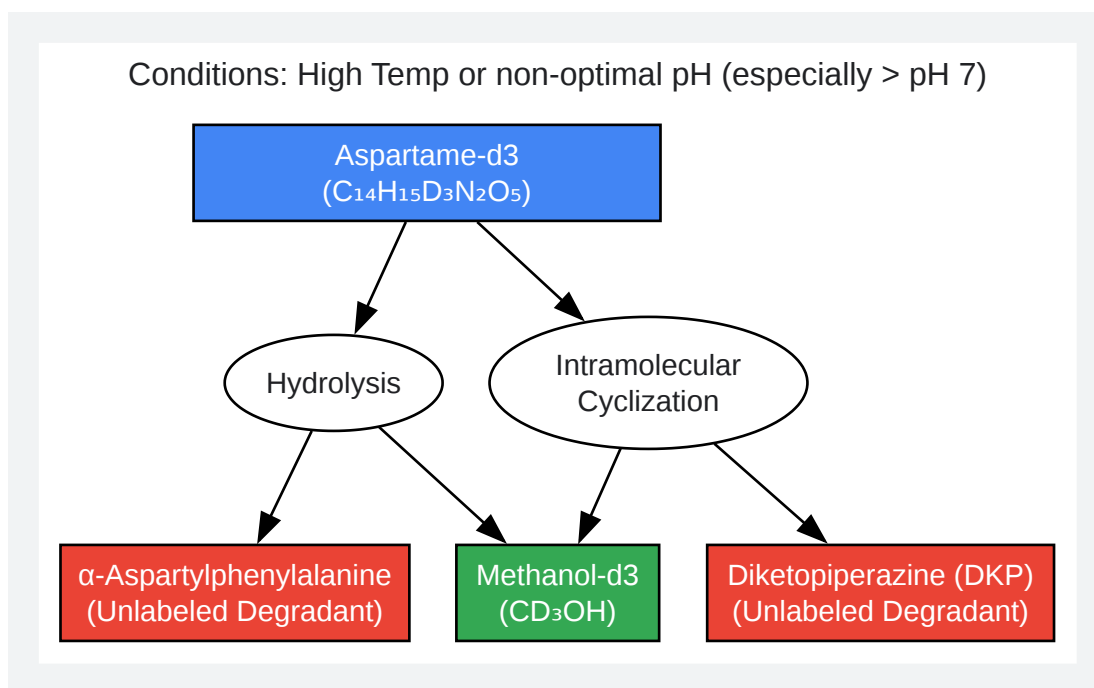 Conditions: High Temp or non-optimal pH (especially > pH 7)
Aspartame-d3
(C₁₄H₁₅D₃N₂O₅)
Hydrolysis
Intramolecular
Cyclization
α-Aspartylphenylalanine
(Unlabeled Degradant)
Methanol-d3
(CD₃OH)
Diketopiperazine (DKP)
(Unlabeled Degradant)